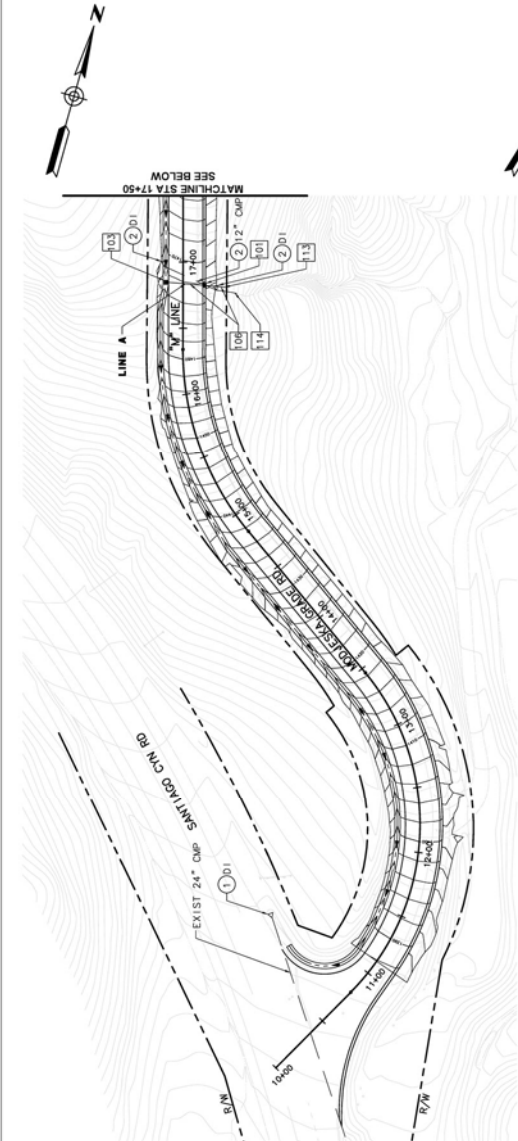 N
MATCHLINE STA 17+50
SEE BELOW
103
2 DI
2 12" CMP
101
2 DI
113
17+00
LINE A
"M" LINE
106
114
16+00
15+00
14+00
MODJESKA GRADE RD
13+00
12+00
SANTIAGO CYN RD
EXIST 24" CMP
1 DI
11+00
10+00
R/W
R/W